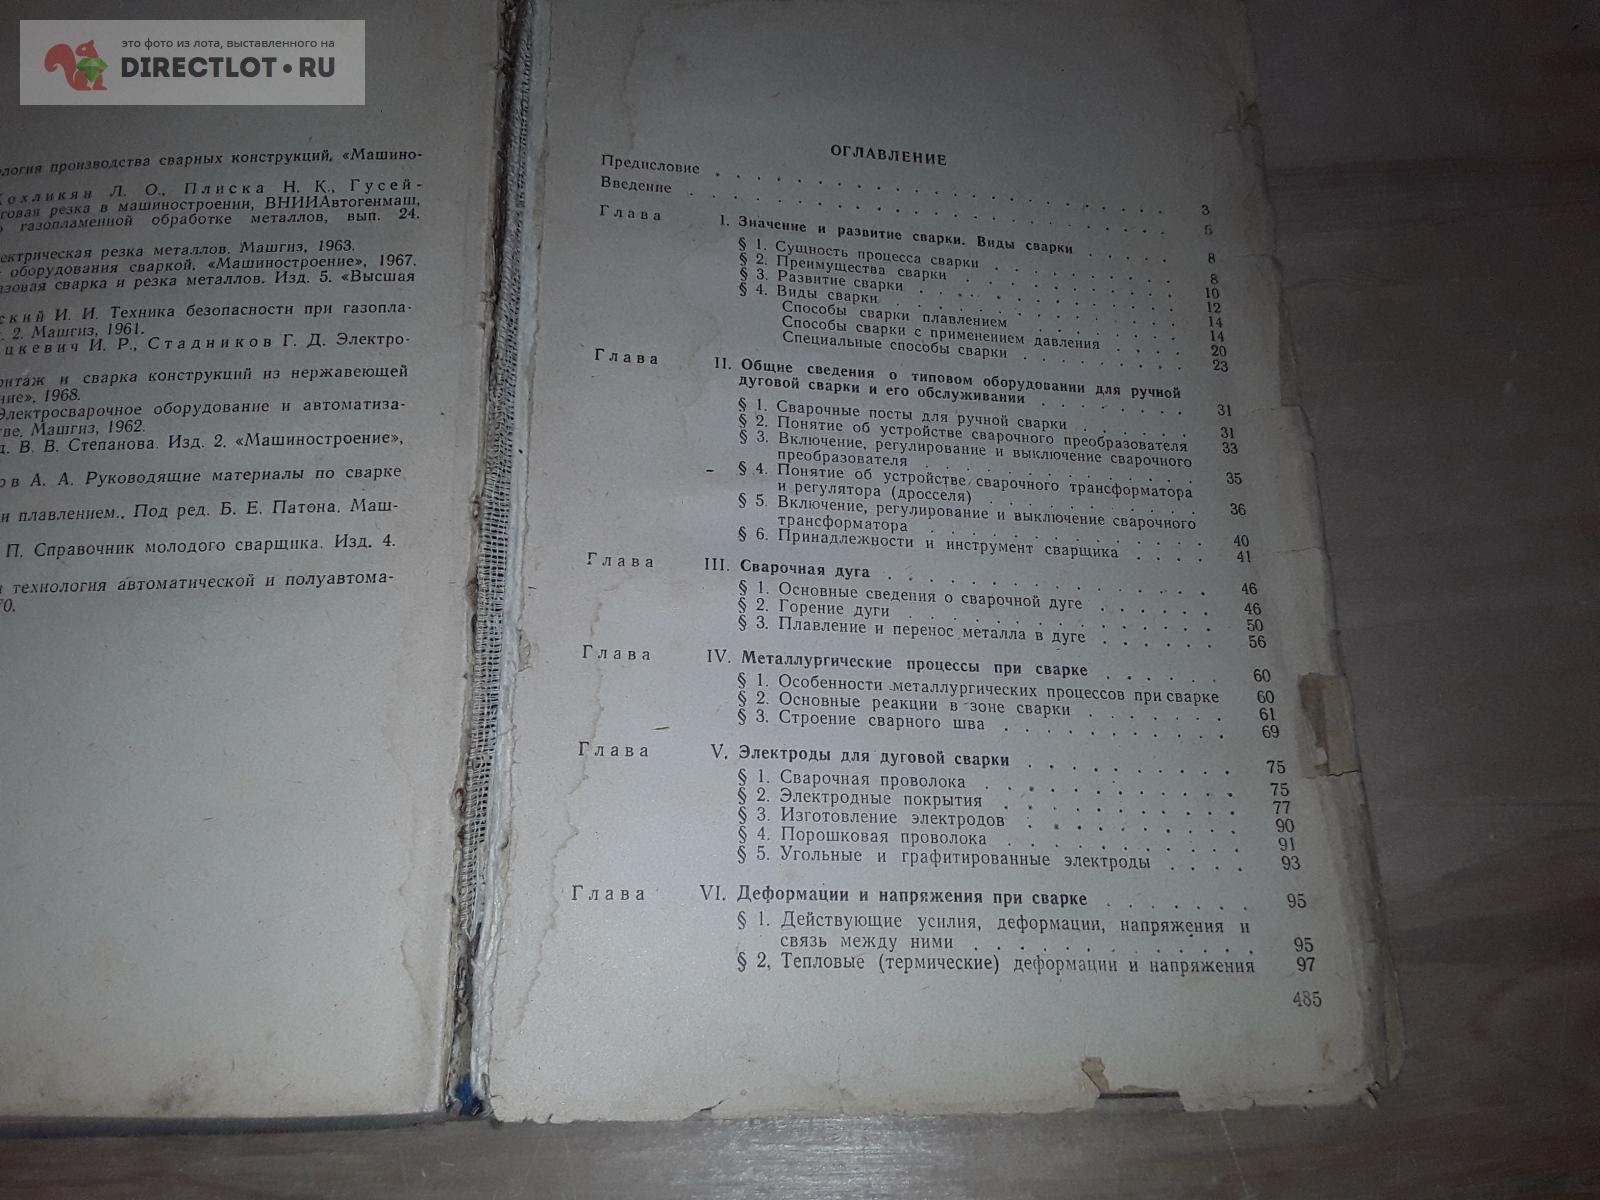 это фото из лота, выставленного на
DIRECTLOT.RU
производства сварных конструкций, «Машино-
Кохликян Л. О., Плиска Н. К., Гусей-
резка в машиностроении, ВНИИАвтогенмаш,
газопламенной обработке металлов, вып. 24.
резка металлов. Машгиз, 1963.
оборудования сваркой, «Машиностроение», 1967.
сварка и резка металлов. Изд. 5. «Высшая
ский И. И. Техника безопасности при газопла-
2. Машгиз, 1961.
цкевич И. Р., Стадников Г. Д. Электро-
и сварка конструкций из нержавеющей
ние», 1968.
Электросварочное оборудование и автоматиза-
тве. Машгиз, 1962.
д. В. В. Степанова. Изд. 2. «Машиностроение»,
ов А. А. Руководящие материалы по сварке
и плавлением.. Под ред. Б. Е. Патона. Маш-
П. Справочник молодого сварщика. Изд. 4.
технология автоматической и полуавтома-
70.
ОГЛАВЛЕНИЕ
Предисловие . . . . . . . . . . 3
Введение . . . . . . . . . . 5
Глава I. Значение и развитие сварки. Виды сварки . . . . . 8
§ 1. Сущность процесса сварки . . . . . . 8
§ 2. Преимущества сварки . . . . . . 10
§ 3. Развитие сварки . . . . . . 12
§ 4. Виды сварки . . . . . . 14
Способы сварки плавлением . . . . . 14
Способы сварки с применением давления . . . . 20
Специальные способы сварки . . . . . 23
Глава II. Общие сведения о типовом оборудовании для ручной
дуговой сварки и его обслуживании . . . . . . 31
§ 1. Сварочные посты для ручной сварки . . . . . . 31
§ 2. Понятие об устройстве сварочного преобразователя 33
§ 3. Включение, регулирование и выключение сварочного
преобразователя . . . . . . 35
§ 4. Понятие об устройстве сварочного трансформатора
и регулятора (дросселя) . . . . . . 36
§ 5. Включение, регулирование и выключение сварочного
трансформатора . . . . . . 40
§ 6. Принадлежности и инструмент сварщика . . . . 41
Глава III. Сварочная дуга . . . . . . 46
§ 1. Основные сведения о сварочной дуге . . . . . 46
§ 2. Горение дуги . . . . . . 50
§ 3. Плавление и перенос металла в дуге . . . . . . 56
Глава IV. Металлургические процессы при сварке . . . . . 60
§ 1. Особенности металлургических процессов при сварке 60
§ 2. Основные реакции в зоне сварки . . . . . . 61
§ 3. Строение сварного шва . . . . . . 69
Глава V. Электроды для дуговой сварки . . . . . . 75
§ 1. Сварочная проволока . . . . . . 75
§ 2. Электродные покрытия . . . . . . 77
§ 3. Изготовление электродов . . . . . . 90
§ 4. Порошковая проволока . . . . . . 91
§ 5. Угольные и графитированные электроды . . . . 93
Глава VI. Деформации и напряжения при сварке . . . . . . 95
§ 1. Действующие усилия, деформации, напряжения и
связь между ними . . . . . . 95
§ 2. Тепловые (термические) деформации и напряжения 97
485